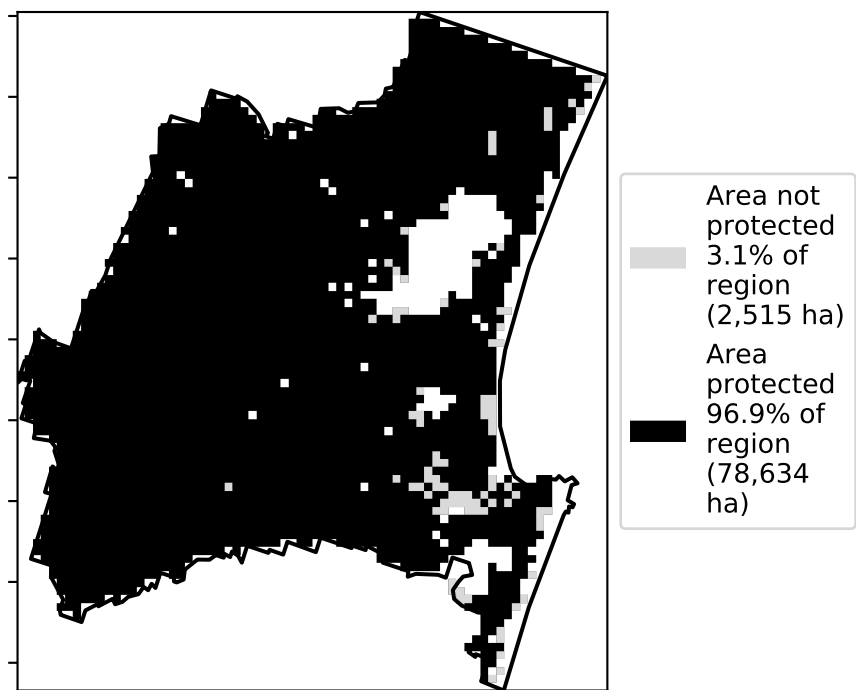 Area not
protected
3.1% of
region
(2,515 ha)
Area
protected
96.9% of
region
(78,634
ha)